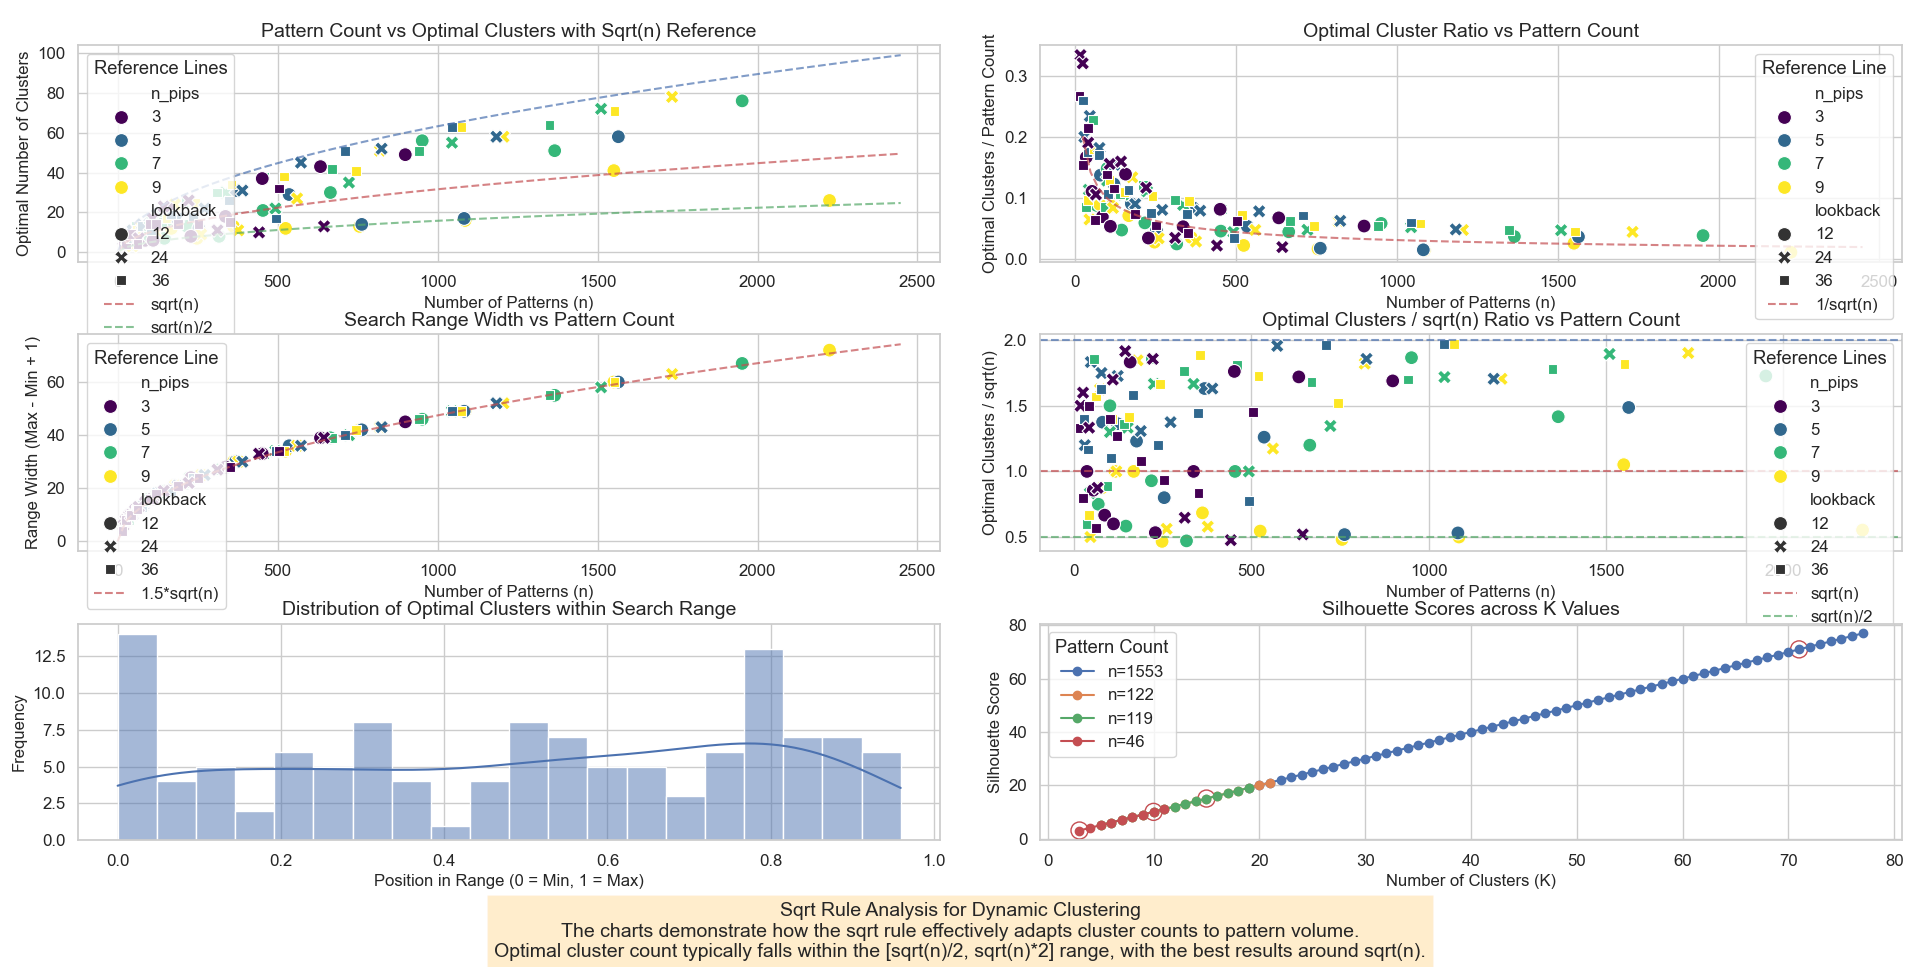 Pattern Count vs Optimal Clusters with Sqrt(n) Reference
Optimal Number of Clusters
100
80
60
40
20
0
500
1000
1500
2000
2500
Number of Patterns (n)
Reference Lines
n_pips
3
5
7
9
lookback
12
24
36
sqrt(n)
sqrt(n)/2
Optimal Cluster Ratio vs Pattern Count
Optimal Clusters / Pattern Count
0.3
0.2
0.1
0.0
0
500
1000
1500
2000
2500
Number of Patterns (n)
Reference Line
n_pips
3
5
7
9
lookback
12
24
36
1/sqrt(n)
Search Range Width vs Pattern Count
Range Width (Max - Min + 1)
60
40
20
0
0
500
1000
1500
2000
2500
Number of Patterns (n)
Reference Line
n_pips
3
5
7
9
lookback
12
24
36
1.5*sqrt(n)
Optimal Clusters / sqrt(n) Ratio vs Pattern Count
Optimal Clusters / sqrt(n)
2.0
1.5
1.0
0.5
0
500
1000
1500
2000
Number of Patterns (n)
Reference Lines
n_pips
3
5
7
9
lookback
12
24
36
sqrt(n)
sqrt(n)/2
Distribution of Optimal Clusters within Search Range
Frequency
12.5
10.0
7.5
5.0
2.5
0.0
0.0
0.2
0.4
0.6
0.8
1.0
Position in Range (0 = Min, 1 = Max)
Silhouette Scores across K Values
Silhouette Score
80
60
40
20
0
0
10
20
30
40
50
60
70
80
Number of Clusters (K)
Pattern Count
n=1553
n=122
n=119
n=46
Sqrt Rule Analysis for Dynamic Clustering
The charts demonstrate how the sqrt rule effectively adapts cluster counts to pattern volume.
Optimal cluster count typically falls within the [sqrt(n)/2, sqrt(n)*2] range, with the best results around sqrt(n).